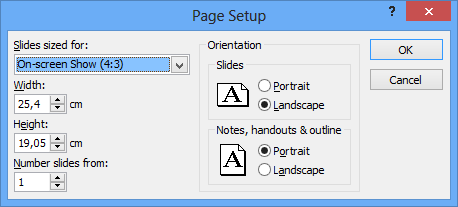 Page Setup
?
Slides sized for:
On-screen Show (4:3)
Width:
25,4 cm
Height:
19,05 cm
Number slides from:
1
Orientation
Slides
A
Portrait
Landscape
Notes, handouts & outline
A
Portrait
Landscape
OK
Cancel